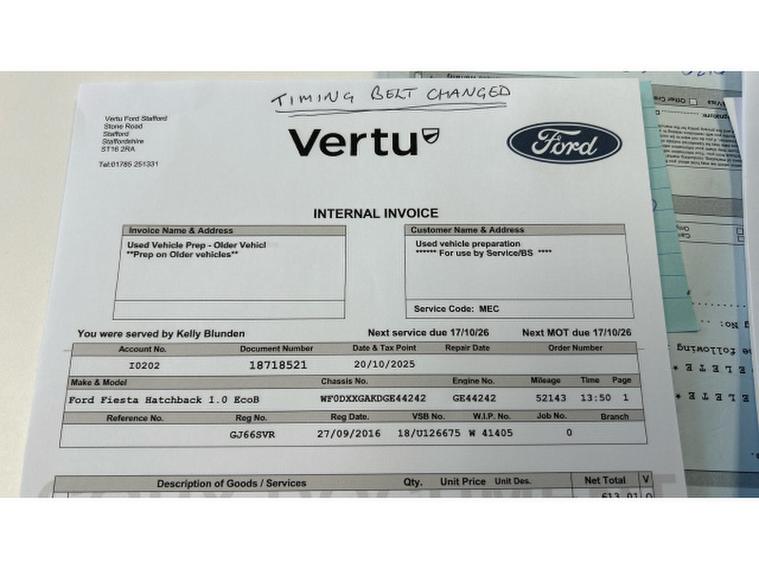 TIMING BELT CHANGED
Vertu Ford Stafford
Stone Road
Stafford
Staffordshire
ST16 2RA
Tel:01785 251331
Vertu
Ford
INTERNAL INVOICE
Invoice Name & Address
Used Vehicle Prep - Older Vehicl
**Prep on Older vehicles**
Customer Name & Address
Used vehicle preparation
****** For use by Service/BS ****
Service Code: MEC
You were served by Kelly Blunden Next service due 17/10/26 Next MOT due 17/10/26
Account No. Document Number Date & Tax Point Repair Date Order Number
I0202 18718521 20/10/2025
Make & Model Chassis No. Engine No. Mileage Time Page
Ford Fiesta Hatchback 1.0 EcoB WF0DXXGAKDGE44242 GE44242 52143 13:50 1
Reference No. Reg No. Reg Date. VSB No. W.I.P. No. Job No. Branch
GJ66SVR 27/09/2016 18/U126675 W 41405 0
Description of Goods / Services Qty. Unit Price Unit Des. Net Total V
613.01 0